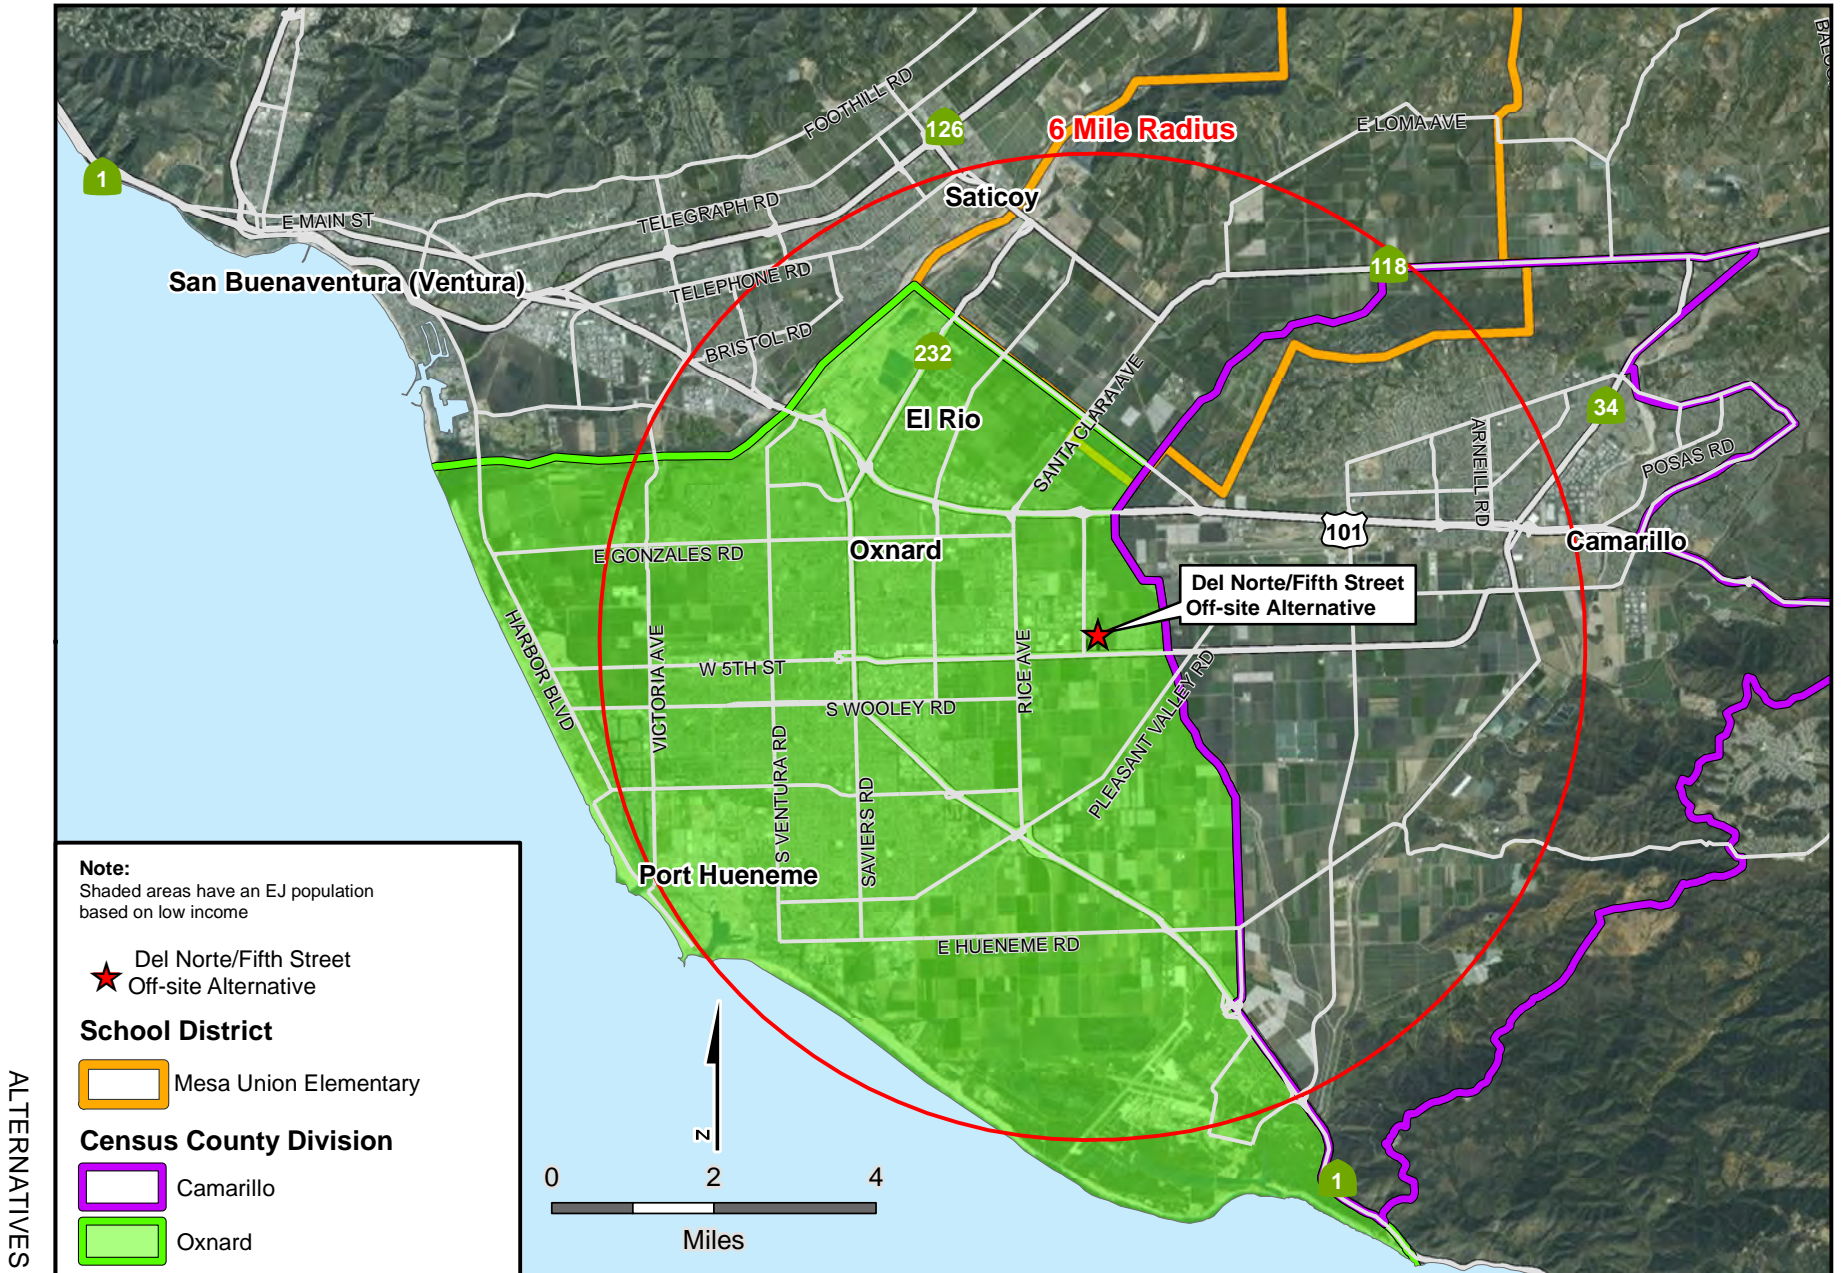 BALC
FOOTHILL RD
126
6 Mile Radius
E LOMA AVE
1
Saticoy
TELEGRAPH RD
E MAIN ST
118
San Buenaventura (Ventura)
TELEPHONE RD
BRISTOL RD
232
34
El Rio
SANTA CLARA AVE
ARNEILL RD
POSAS RD
101
Camarillo
Oxnard
E GONZALES RD
Del Norte/Fifth Street
Off-site Alternative
HARBOR BLVD
VICTORIA AVE
W 5TH ST
RICE AVE
S WOOLEY RD
PLEASANT VALLEY RD
S VENTURA RD
SAVIERS RD
Port Hueneme
E HUENEME RD
1
Note:
Shaded areas have an EJ population
based on low income
Del Norte/Fifth Street
Off-site Alternative
School District
Mesa Union Elementary
Census County Division
Camarillo
Oxnard
Z
0 2 4
Miles
ALTERNATIVES